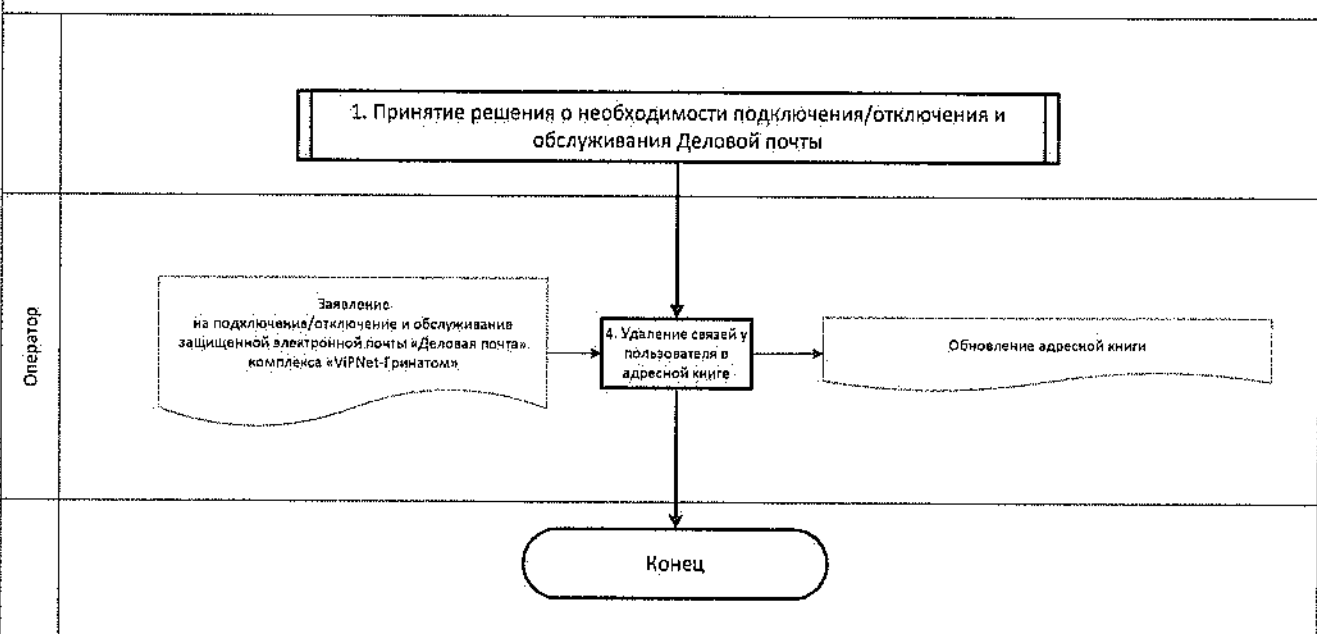 1. Принятие решения о необходимости подключения/отключения и
обслуживания Деловой почты
Оператор
Заявление
на подключение/отключение и обслуживание
защищенной электронной почты «Деловая почта»
комплекса «ViPNet-Гринатом»
4. Удаление связей у
пользователя в
адресной книге
Обновление адресной книги
Конец